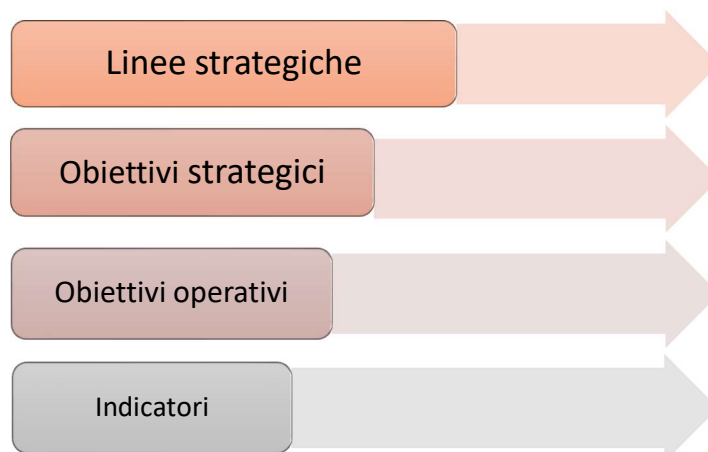 Linee strategiche
Obiettivi strategici
Obiettivi operativi
Indicatori